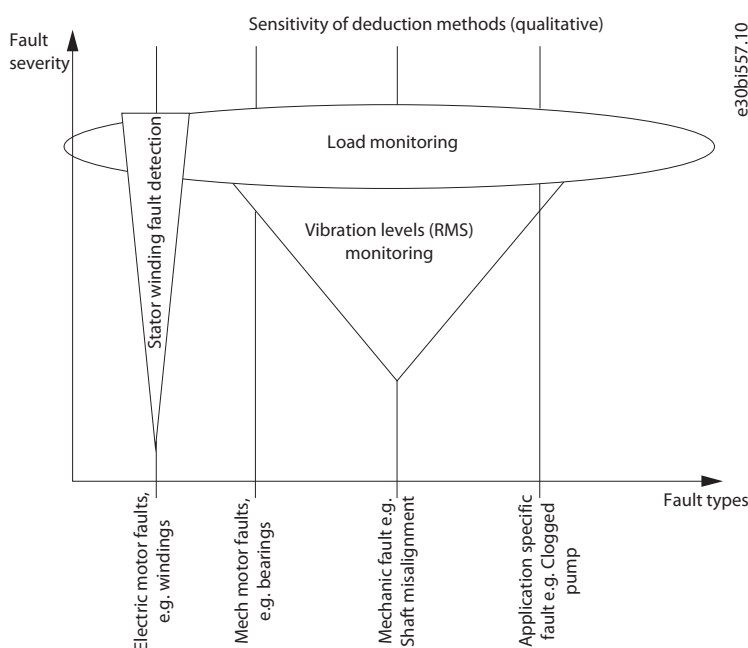 Sensitivity of deduction methods (qualitative)
Fault
severity
e30bi557.10
Load monitoring
Stator winding fault detection
Vibration levels (RMS)
monitoring
Fault types
Electric motor faults,
e.g. windings
Mech motor faults,
e.g. bearings
Mechanic fault e.g.
Shaft misalignment
Application specific
fault e.g. Clogged
pump